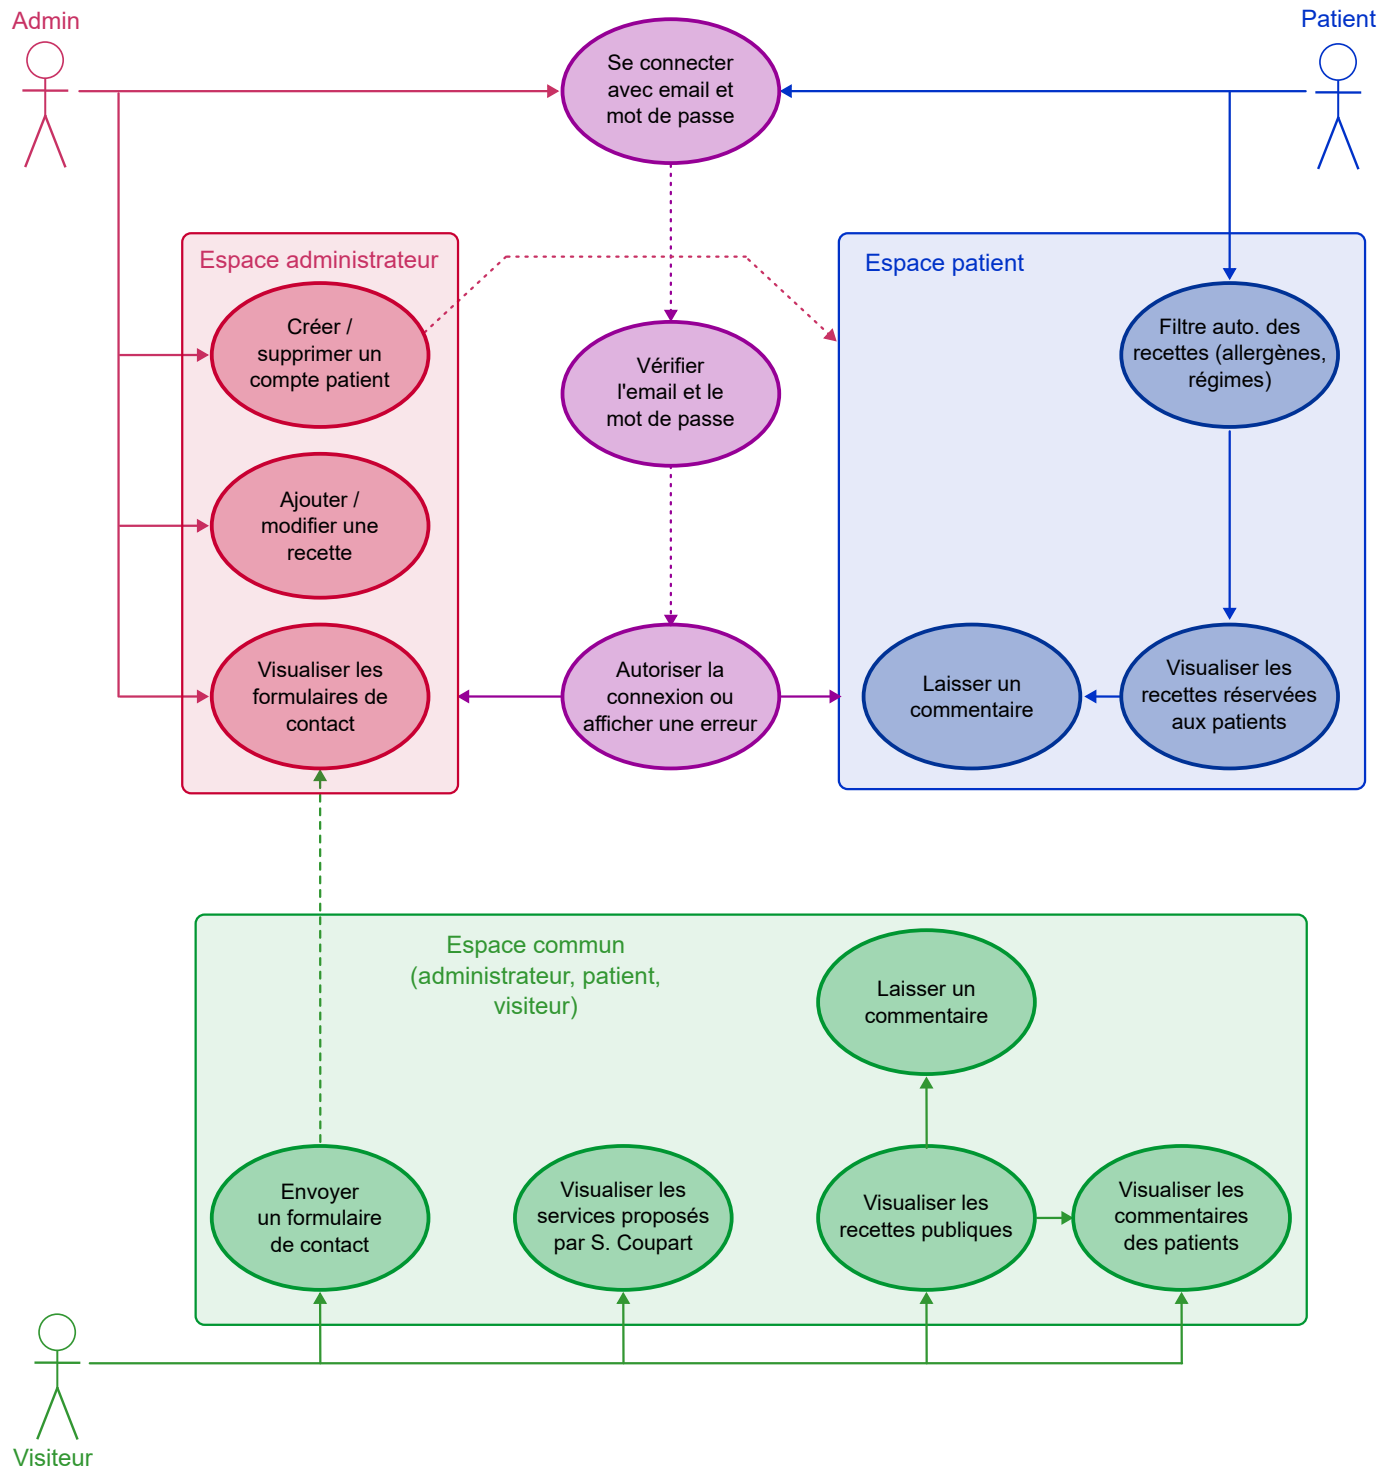 Admin
Patient
Se connecter
avec email et
mot de passe
Espace administrateur
Créer /
supprimer un
compte patient
Ajouter /
modifier une
recette
Visualiser les
formulaires de
contact
Vérifier
l'email et le
mot de passe
Autoriser la
connexion ou
afficher une erreur
Espace patient
Filtre auto. des
recettes (allergènes,
régimes)
Laisser un
commentaire
Visualiser les
recettes réservées
aux patients
Espace commun
(administrateur, patient,
visiteur)
Laisser un
commentaire
Envoyer
un formulaire
de contact
Visualiser les
services proposés
par S. Coupart
Visualiser les
recettes publiques
Visualiser les
commentaires
des patients
Visiteur